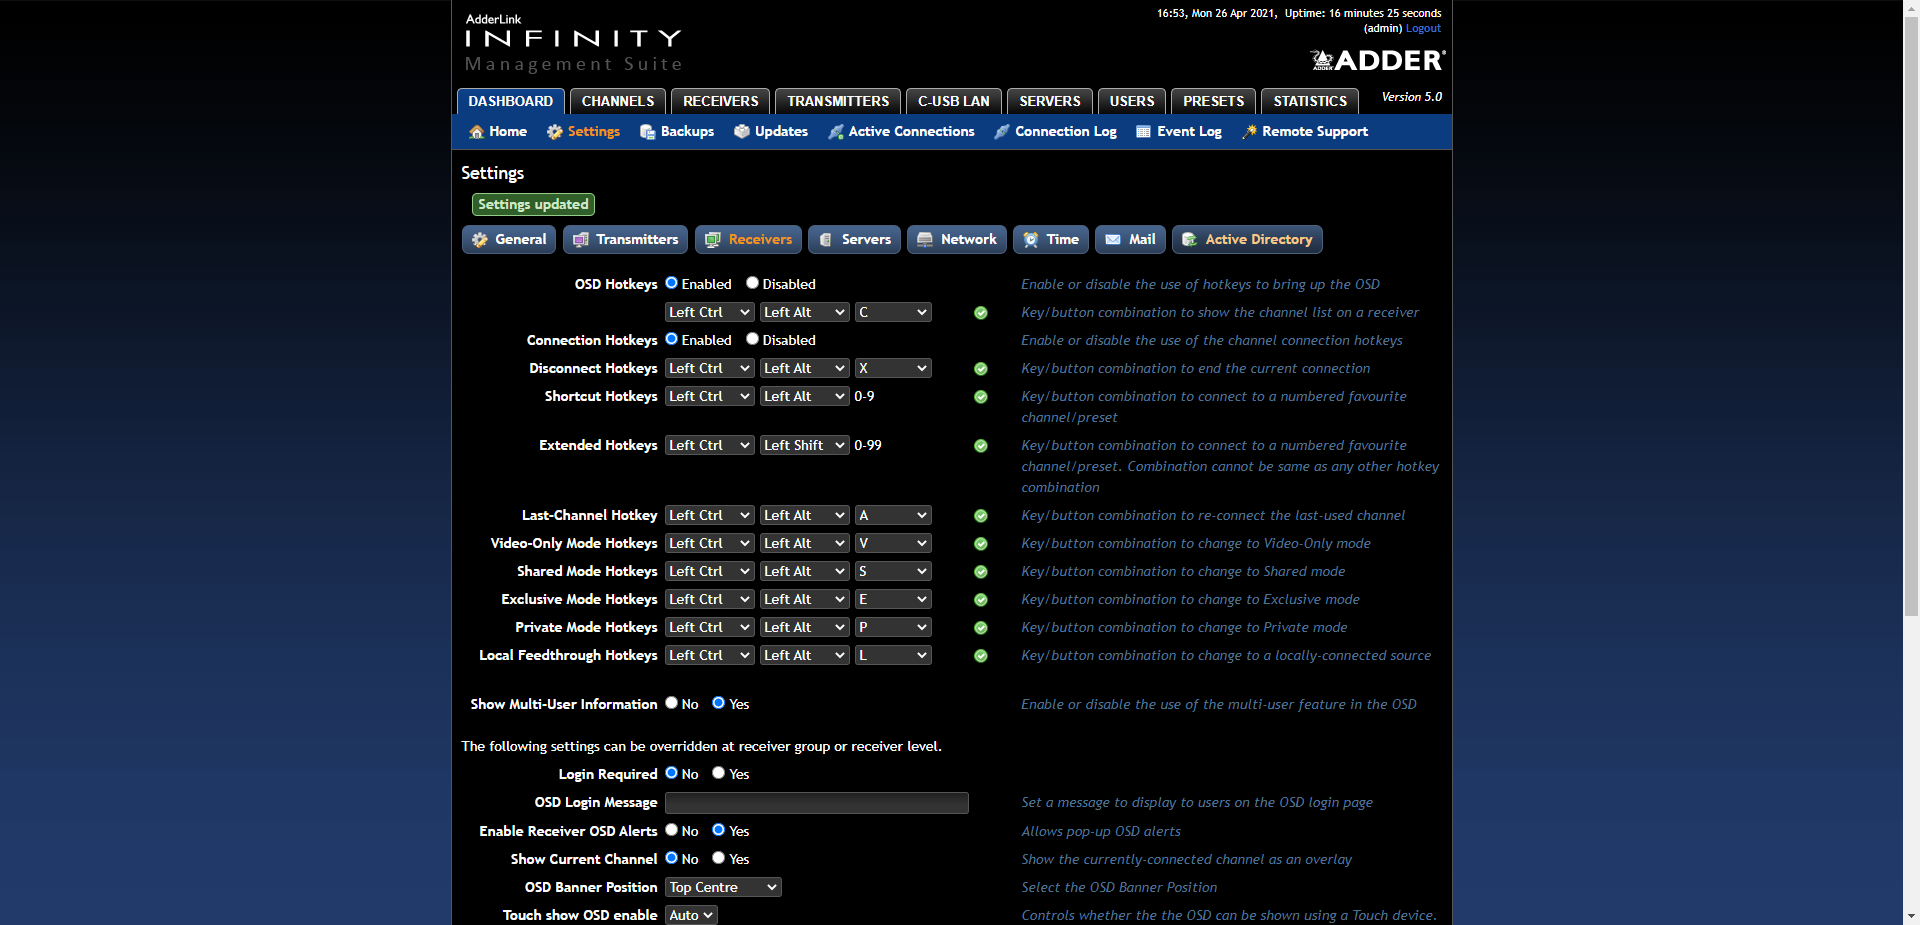 AdderLink
INFINITY
Management Suite
16:53, Mon 26 Apr 2021, Uptime: 16 minutes 25 seconds
(admin) Logout
ADDER ADDER®
DASHBOARD CHANNELS RECEIVERS TRANSMITTERS C-USB LAN SERVERS USERS PRESETS STATISTICS Version 5.0
Home Settings Backups Updates Active Connections Connection Log Event Log Remote Support
Settings
Settings updated
General Transmitters Receivers Servers Network Time Mail Active Directory
OSD Hotkeys Enabled Disabled Enable or disable the use of hotkeys to bring up the OSD
Left Ctrl Left Alt C Key/button combination to show the channel list on a receiver
Connection Hotkeys Enabled Disabled Enable or disable the use of the channel connection hotkeys
Disconnect Hotkeys Left Ctrl Left Alt X Key/button combination to end the current connection
Shortcut Hotkeys Left Ctrl Left Alt 0-9 Key/button combination to connect to a numbered favourite
channel/preset
Extended Hotkeys Left Ctrl Left Shift 0-99 Key/button combination to connect to a numbered favourite
channel/preset. Combination cannot be same as any other hotkey
combination
Last-Channel Hotkey Left Ctrl Left Alt A Key/button combination to re-connect the last-used channel
Video-Only Mode Hotkeys Left Ctrl Left Alt V Key/button combination to change to Video-Only mode
Shared Mode Hotkeys Left Ctrl Left Alt S Key/button combination to change to Shared mode
Exclusive Mode Hotkeys Left Ctrl Left Alt E Key/button combination to change to Exclusive mode
Private Mode Hotkeys Left Ctrl Left Alt P Key/button combination to change to Private mode
Local Feedthrough Hotkeys Left Ctrl Left Alt L Key/button combination to change to a locally-connected source
Show Multi-User Information No Yes Enable or disable the use of the multi-user feature in the OSD
The following settings can be overridden at receiver group or receiver level.
Login Required No Yes
OSD Login Message Set a message to display to users on the OSD login page
Enable Receiver OSD Alerts No Yes Allows pop-up OSD alerts
Show Current Channel No Yes Show the currently-connected channel as an overlay
OSD Banner Position Top Centre Select the OSD Banner Position
Touch show OSD enable Auto Controls whether the the OSD can be shown using a Touch device.